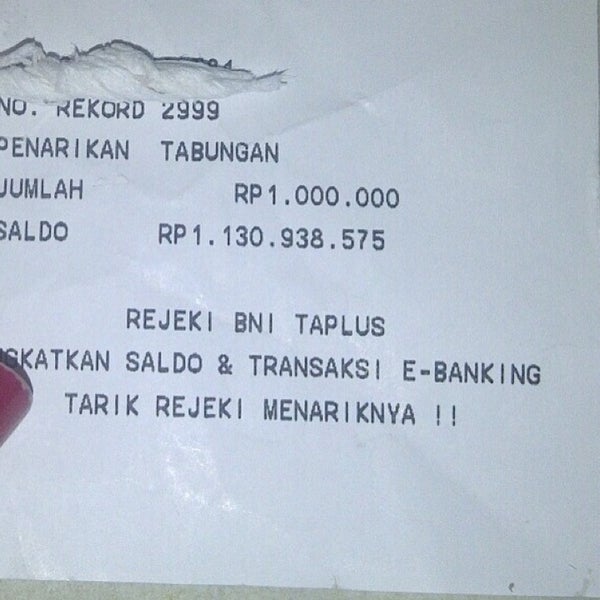 NO. REKORD 2999
PENARIKAN TABUNGAN
JUMLAH RP1.000.000
SALDO RP1.130.938.575
REJEKI BNI TAPLUS
GKATKAN SALDO & TRANSAKSI E-BANKING
TARIK REJEKI MENARIKNYA !!